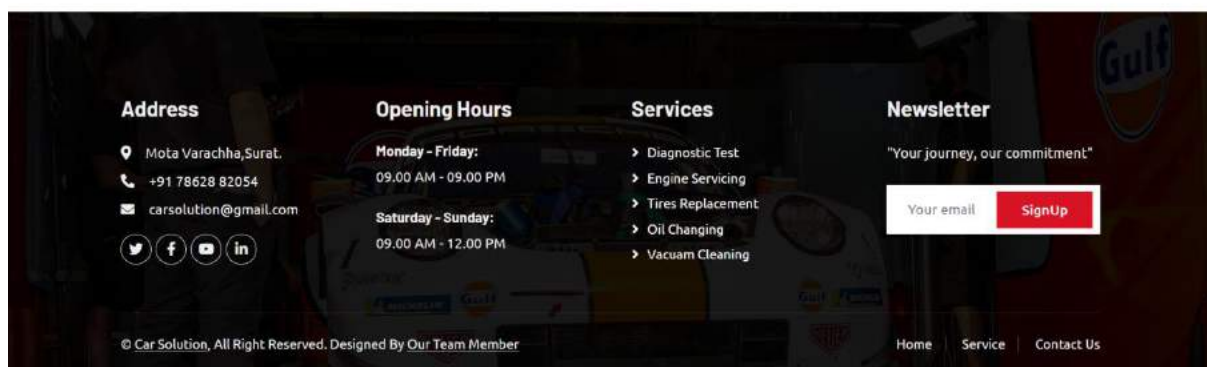 Gulf
Address
Mota Varachha,Surat.
+91 78628 82054
carsolution@gmail.com
Opening Hours
Monday - Friday:
09.00 AM - 09.00 PM
Saturday - Sunday:
09.00 AM - 12.00 PM
Services
Diagnostic Test
Engine Servicing
Tires Replacement
Oil Changing
Vacuam Cleaning
Newsletter
"Your journey, our commitment"
Your email
SignUp
Gulf
Gulf
© Car Solution, All Right Reserved. Designed By Our Team Member
Home
Service
Contact Us